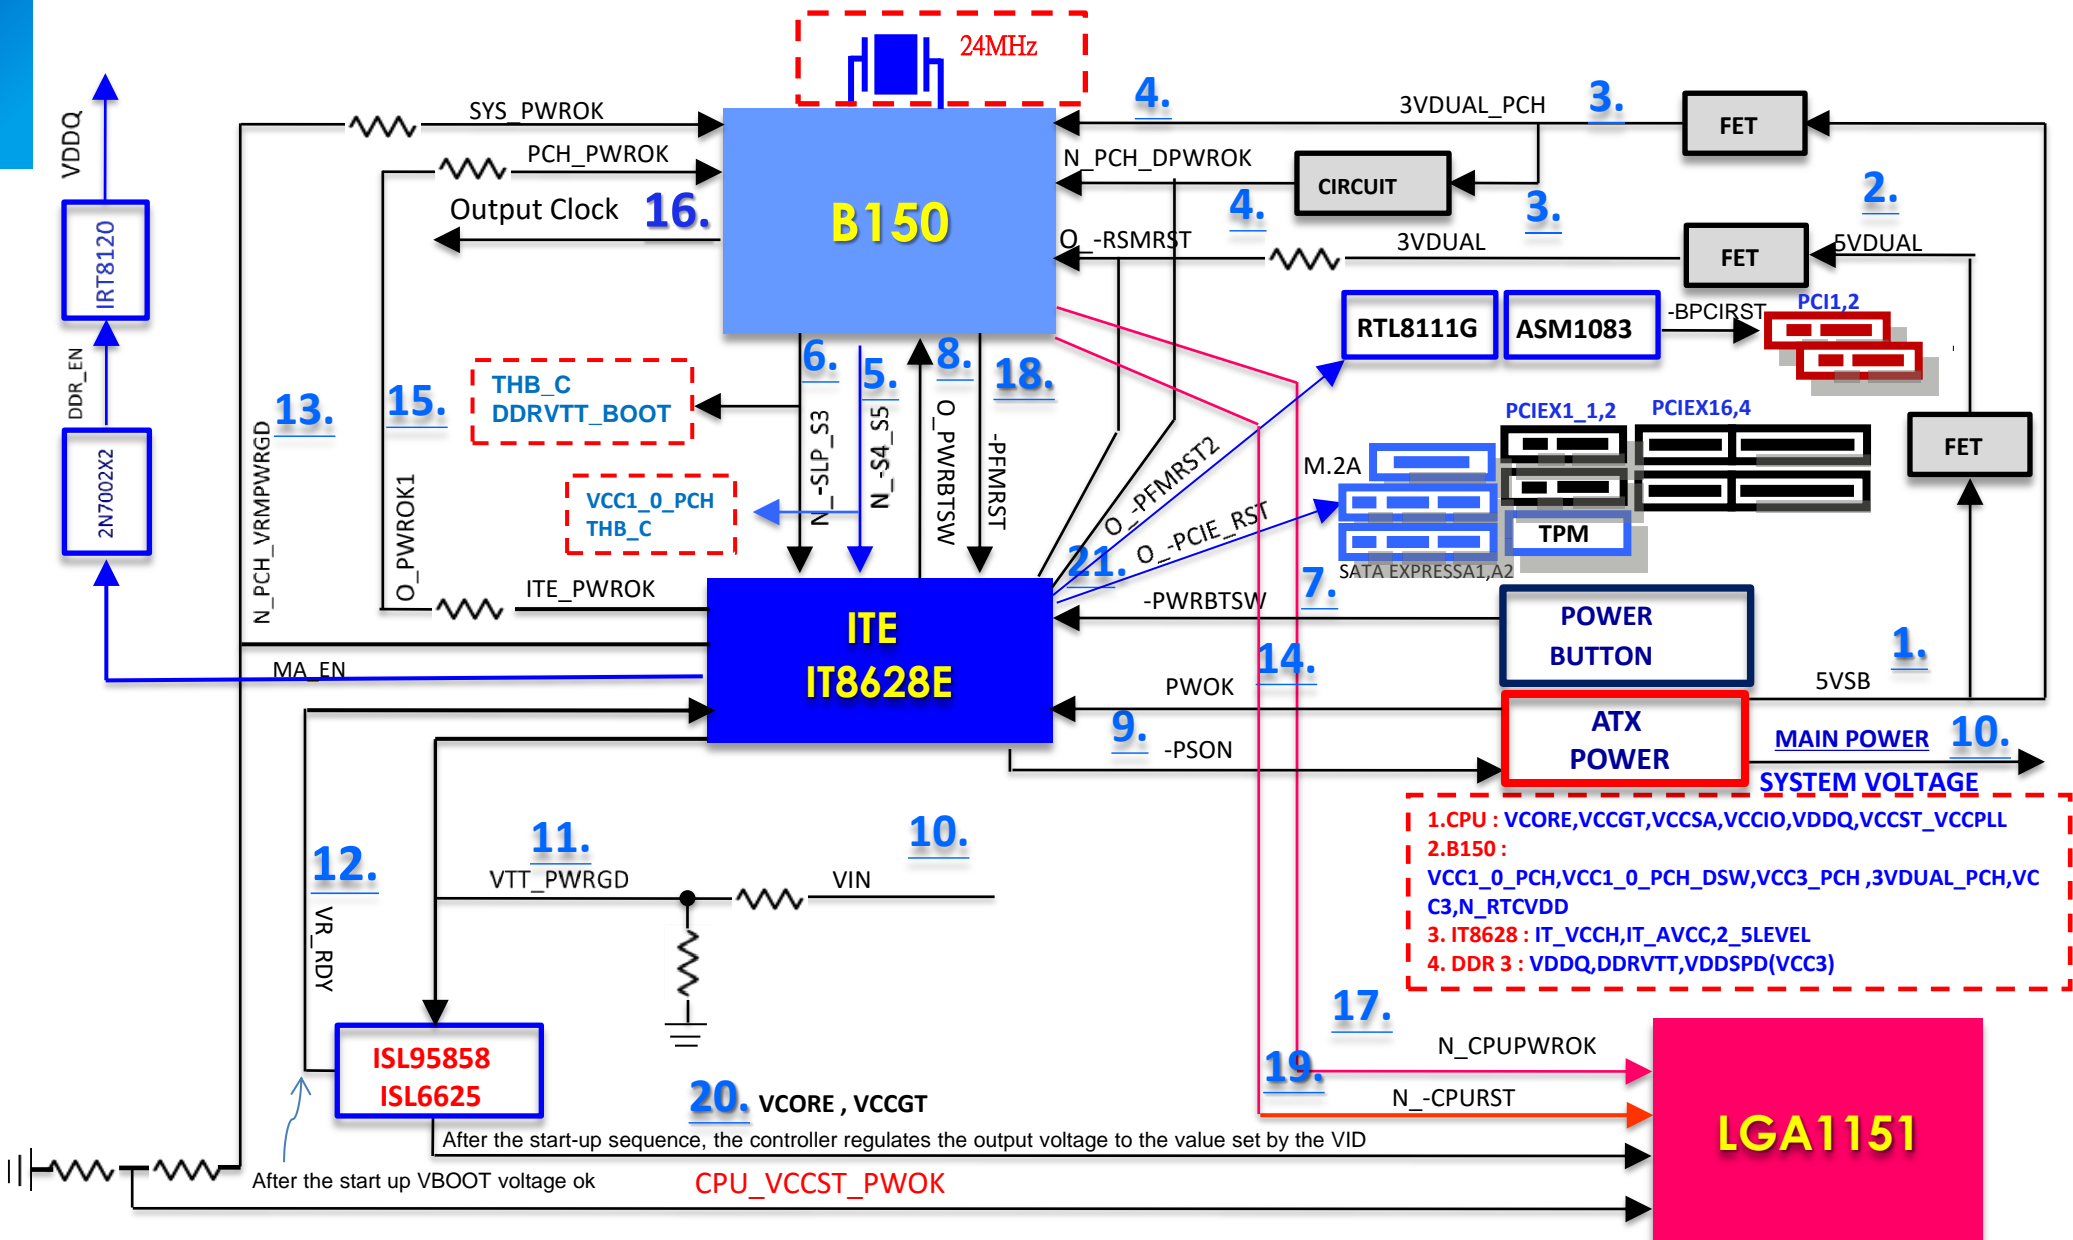 24MHz
VDDQ
SYS_PWROK
4.
3VDUAL_PCH
3.
FET
PCH_PWROK
N_PCH_DPWROK
CIRCUIT
2.
Output Clock
16.
B150
4.
3.
O_-RSMRST
3VDUAL
FET
5VDUAL
IRT8120
RTL8111G
ASM1083
-BPCIRST
PCI1,2
DDR_EN
6.
5.
8.
18.
THB_C
DDRVTT_BOOT
13.
15.
N_-SLP_S3
N_-S4_S5
O_PWRBTSW
-PFMRST
PCIEX1_1,2
PCIEX16,4
FET
M.2A
O_-PFMRST2
O_-PCIE_RST
TPM
SATA EXPRESSA1,A2
2N7002X2
N_PCH_VRMPWRGD
O_PWROK1
VCC1_0_PCH
THB_C
21.
ITE_PWROK
7.
-PWRBTSW
POWER
BUTTON
ITE
IT8628E
1.
MA_EN
14.
PWOK
5VSB
9.
-PSON
ATX
POWER
MAIN POWER
10.
SYSTEM VOLTAGE
1.CPU : VCORE,VCCGT,VCCSA,VCCIO,VDDQ,VCCST_VCCPLL
2.B150 :
VCC1_0_PCH,VCC1_0_PCH_DSW,VCC3_PCH ,3VDUAL_PCH,VC
C3,N_RTCVDD
3. IT8628 : IT_VCCH,IT_AVCC,2_5LEVEL
4. DDR 3 : VDDQ,DDRVTT,VDDSPD(VCC3)
12.
11.
10.
VTT_PWRGD
VIN
VR_RDY
17.
N_CPUPWROK
ISL95858
ISL6625
19.
N_-CPURST
20. VCORE , VCCGT
LGA1151
After the start-up sequence, the controller regulates the output voltage to the value set by the VID
After the start up VBOOT voltage ok
CPU_VCCST_PWOK